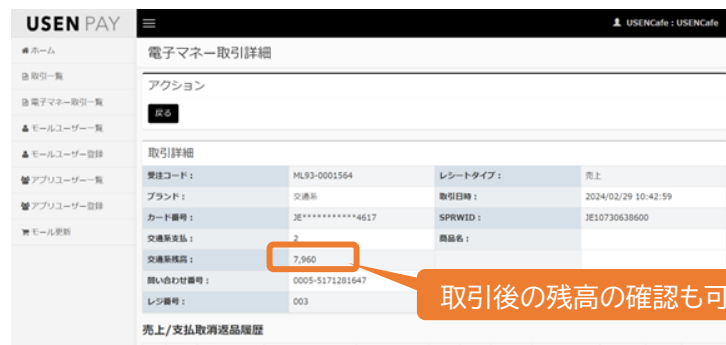 USEN PAY
USENCafe : USENCafe
ホーム
取引一覧
電子マネー取引一覧
モールユーザー一覧
モールユーザー登録
アプリユーザー一覧
アプリユーザー登録
モール更新
電子マネー取引詳細
アクション
戻る
取引詳細
受注コード： ML93-0001564 レシートタイプ： 売上
ブランド： 交通系 取引日時： 2024/02/29 10:42:59
カード番号： JE***********4617 SPRWID： JE10730638600
交通系支払： 2 商品名：
交通系残高： 7,960
問い合わせ番号： 0005-5171281647
レジ番号： 003
取引後の残高の確認も可
売上/支払取消返品履歴